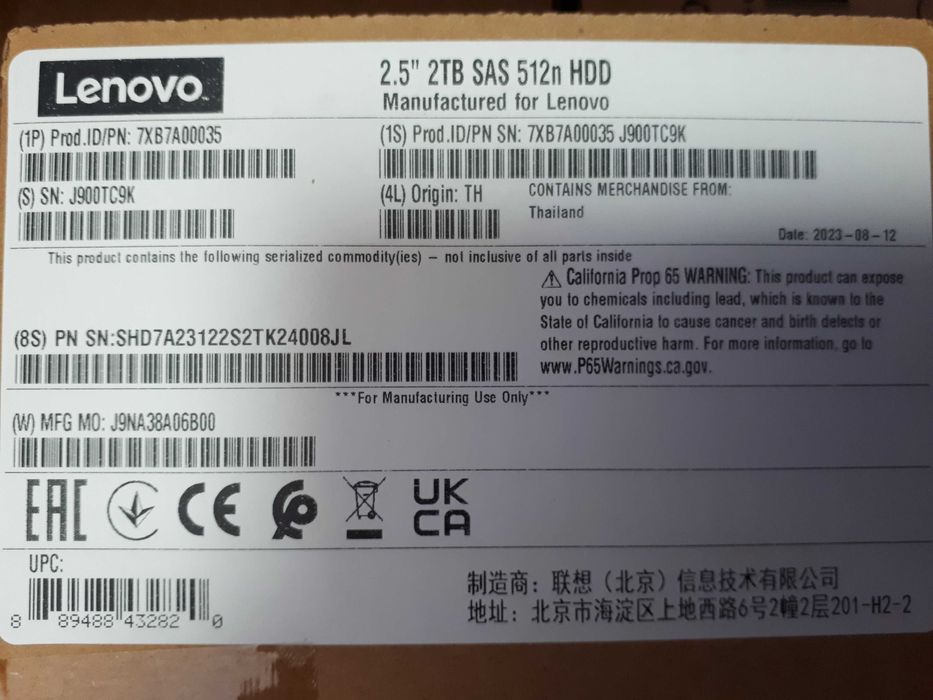 Lenovo
2.5" 2TB SAS 512n HDD
Manufactured for Lenovo
(1P) Prod.ID/PN: 7XB7A00035
(1S) Prod.ID/PN SN: 7XB7A00035 J900TC9K
(S) SN: J900TC9K
(4L) Origin: TH
CONTAINS MERCHANDISE FROM:
Thailand
Date: 2023-08-12
This product contains the following serialized commodity(ies) - not inclusive of all parts inside
⚠ California Prop 65 WARNING: This product can expose
you to chemicals including lead, which is known to the
State of California to cause cancer and birth defects or
other reproductive harm. For more information, go to
www.P65Warnings.ca.gov.
(8S) PN SN:SHD7A23122S2TK24008JL
***For Manufacturing Use Only***
(W) MFG MO: J9NA38A06B00
EAC
CE
UK
CA
UPC:
8 89488 43282 0
制造商：联想（北京）信息技术有限公司
地址：北京市海淀区上地西路6号2幢2层201-H2-2